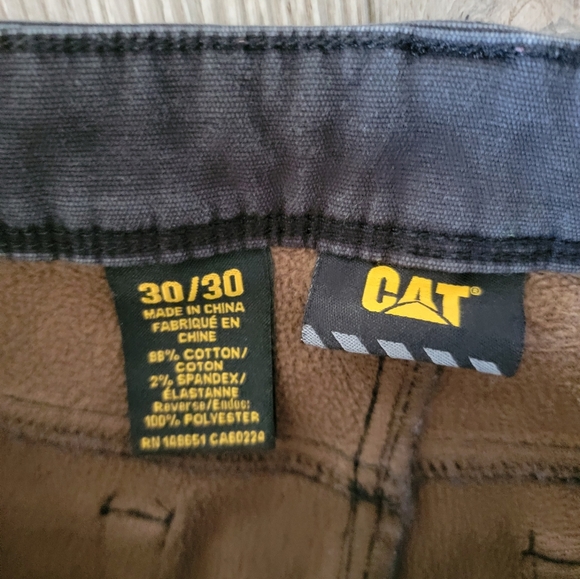 30/30
MADE IN CHINA
FABRIQUÉ EN
CHINE
98% COTTON/
COTON
2% SPANDEX/
ÉLASTANNE
Reverse/Endos:
100% POLYESTER
RN
CAT®